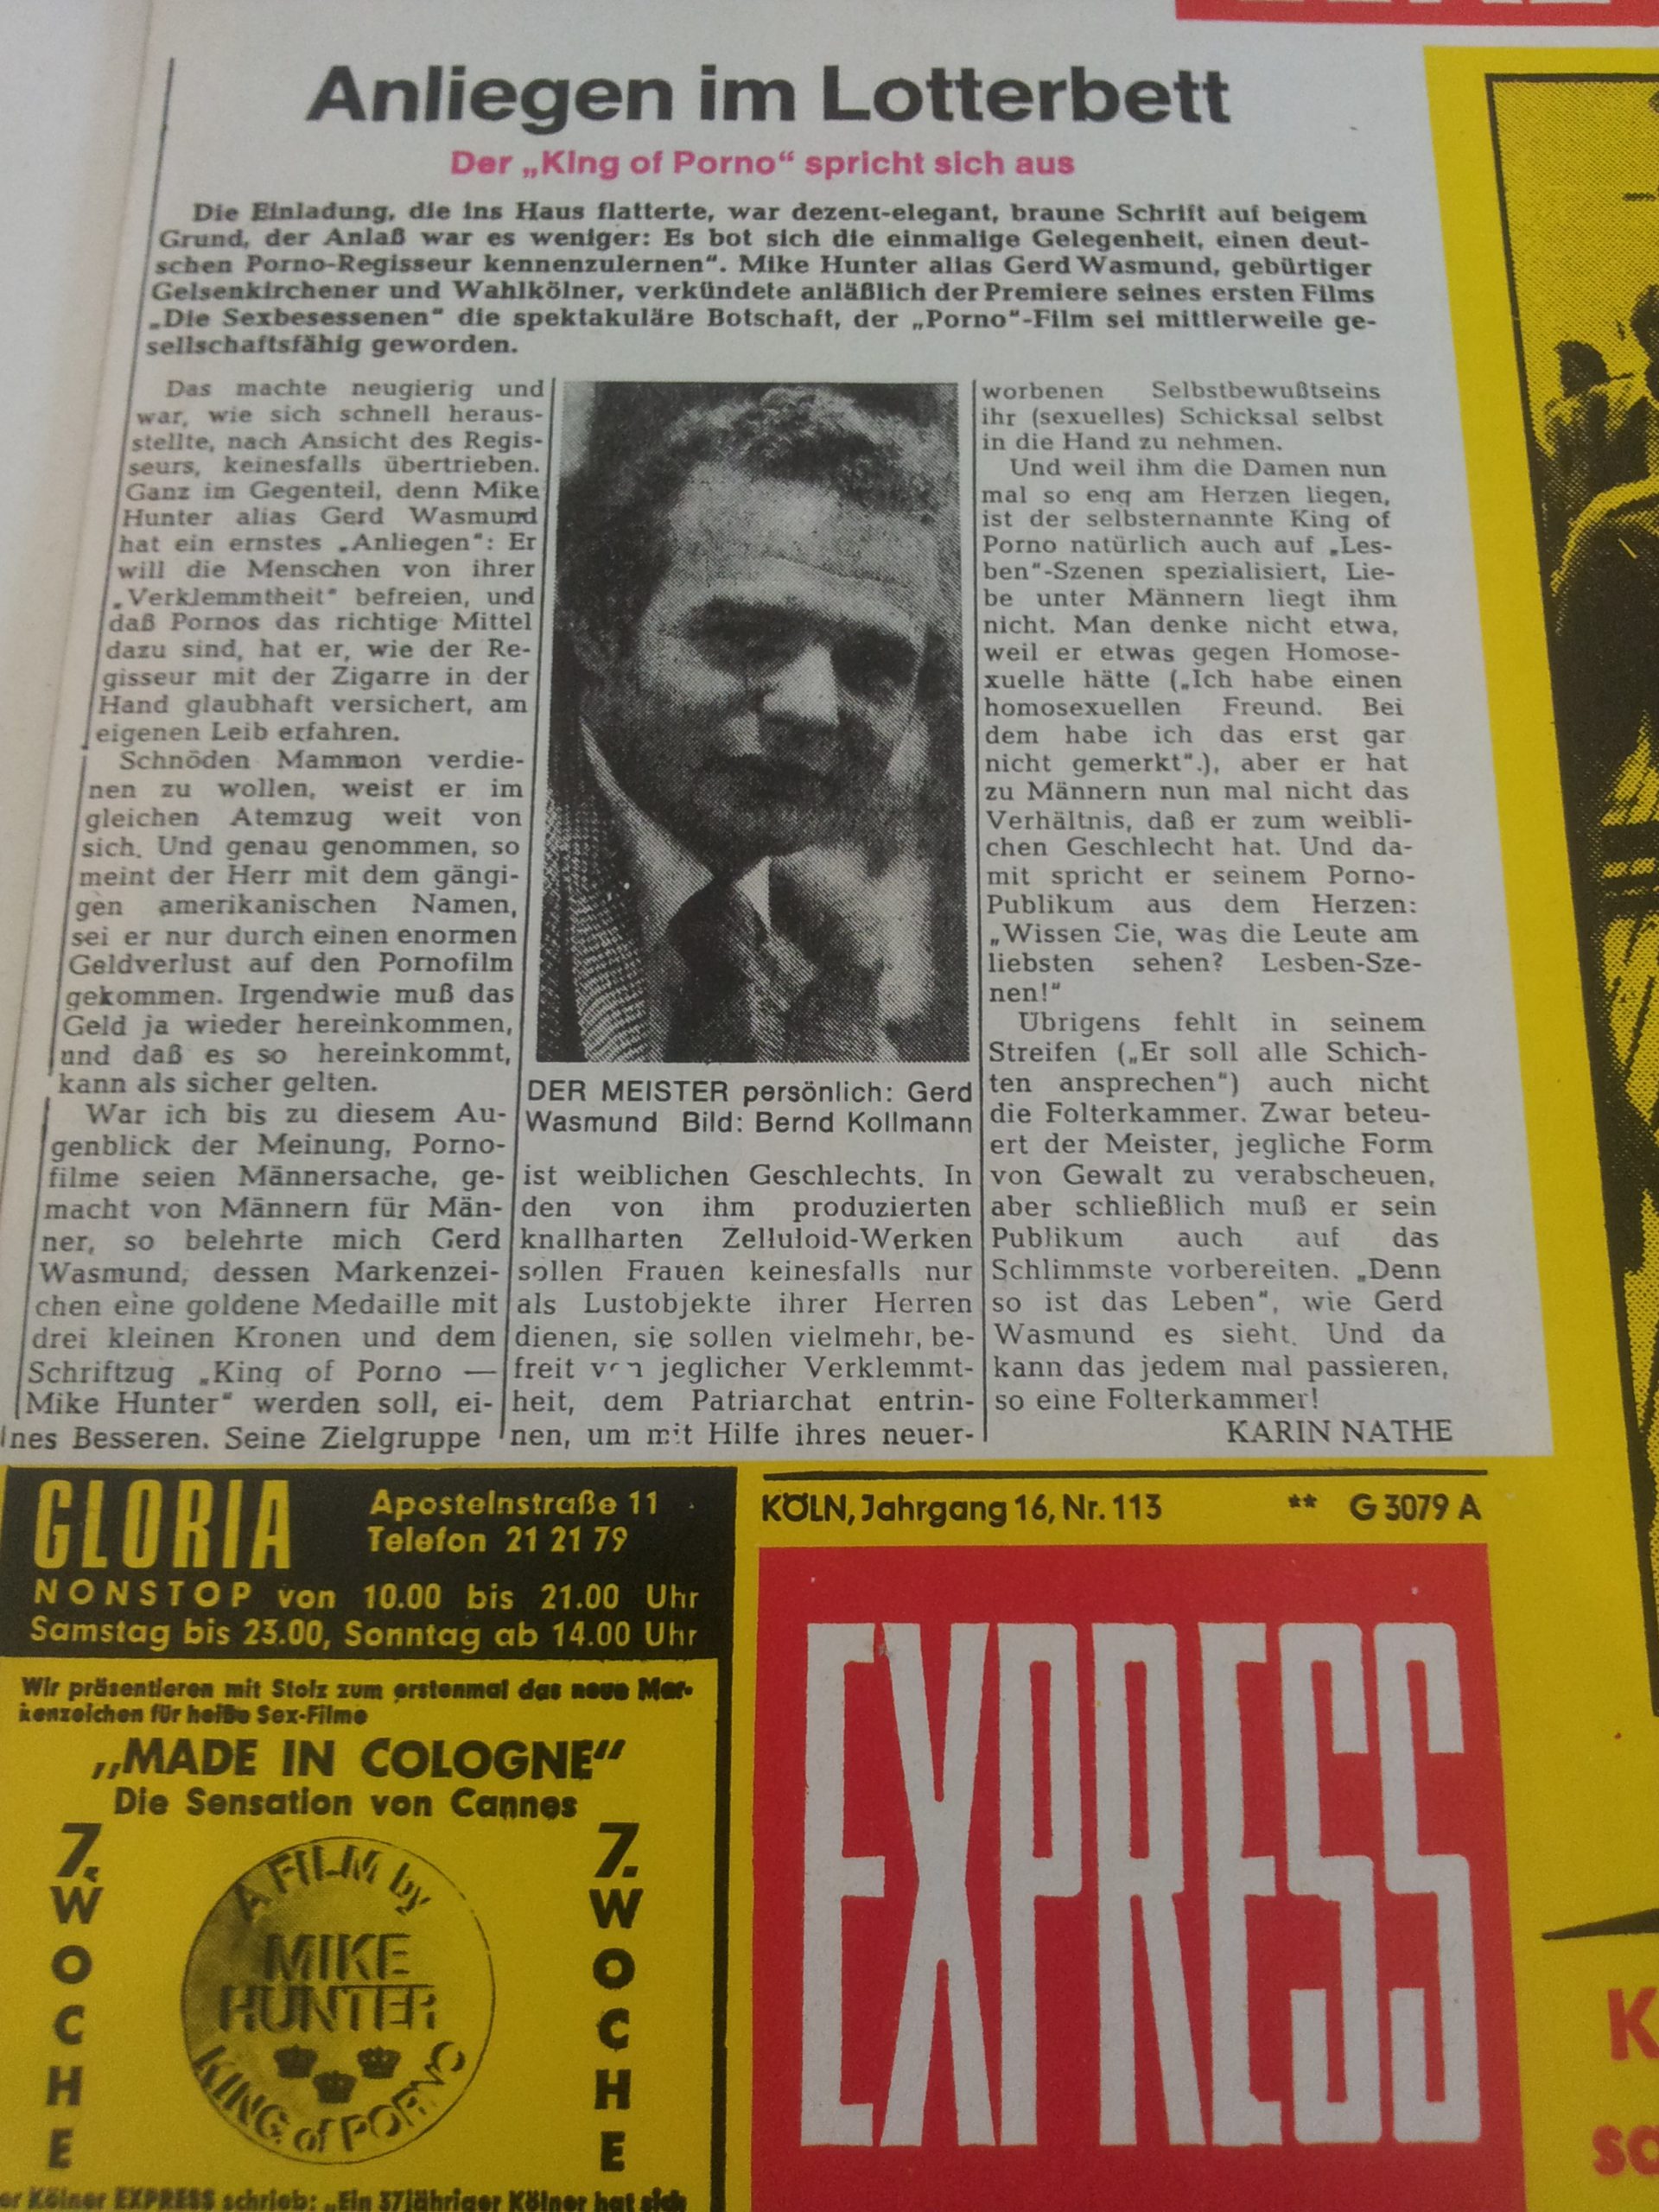 Anliegen im Lotterbett
Der „King of Porno“ spricht sich aus
Die Einladung, die ins Haus flatterte, war dezent-elegant, braune Schrift auf beigem
Grund, der Anlaß war es weniger: Es bot sich die einmalige Gelegenheit, einen deut-
schen Porno-Regisseur kennenzulernen“. Mike Hunter alias Gerd Wasmund, gebürtiger
Gelsenkirchener und Wahlkölner, verkündete anläßlich der Premiere seines ersten Films
„Die Sexbesessenen“ die spektakuläre Botschaft, der „Porno“-Film sei mittlerweile ge-
sellschaftsfähig geworden.
Das machte neugierig und
war, wie sich schnell heraus-
stellte, nach Ansicht des Regis-
seurs, keinesfalls übertrieben.
Ganz im Gegenteil, denn Mike
Hunter alias Gerd Wasmund
hat ein ernstes „Anliegen“: Er
will die Menschen von ihrer
„Verklemmtheit“ befreien, und
daß Pornos das richtige Mittel
dazu sind, hat er, wie der Re-
gisseur mit der Zigarre in der
Hand glaubhaft versichert, am
eigenen Leib erfahren.
Schnöden Mammon verdie-
nen zu wollen, weist er im
gleichen Atemzug weit von
sich. Und genau genommen, so
meint der Herr mit dem gängi-
gen amerikanischen Namen,
sei er nur durch einen enormen
Geldverlust auf den Pornofilm
gekommen. Irgendwie muß das
Geld ja wieder hereinkommen,
und daß es so hereinkommt,
kann als sicher gelten.
War ich bis zu diesem Au-
genblick der Meinung, Porno-
filme seien Männersache, ge-
macht von Männern für Män-
ner, so belehrte mich Gerd
Wasmund, dessen Markenzei-
chen eine goldene Medaille mit
drei kleinen Kronen und dem
Schriftzug „King of Porno —
Mike Hunter“ werden soll, ei-
nes Besseren. Seine Zielgruppe
DER MEISTER persönlich: Gerd
Wasmund Bild: Bernd Kollmann
ist weiblichen Geschlechts. In
den von ihm produzierten
knallharten Zelluloid-Werken
sollen Frauen keinesfalls nur
als Lustobjekte ihrer Herren
dienen, sie sollen vielmehr, be-
freit von jeglicher Verklemmt-
heit, dem Patriarchat entrin-
nen, um mit Hilfe ihres neuer-
worbenen Selbstbewußtseins
ihr (sexuelles) Schicksal selbst
in die Hand zu nehmen.
Und weil ihm die Damen nun
mal so eng am Herzen liegen,
ist der selbsternannte King of
Porno natürlich auch auf „Les-
ben“-Szenen spezialisiert, Lie-
be unter Männern liegt ihm
nicht. Man denke nicht etwa,
weil er etwas gegen Homose-
xuelle hätte („Ich habe einen
homosexuellen Freund. Bei
dem habe ich das erst gar
nicht gemerkt“.), aber er hat
zu Männern nun mal nicht das
Verhältnis, daß er zum weibli-
chen Geschlecht hat. Und da-
mit spricht er seinem Porno-
Publikum aus dem Herzen:
„Wissen Sie, was die Leute am
liebsten sehen? Lesben-Sze-
nen!“
Übrigens fehlt in seinem
Streifen („Er soll alle Schich-
ten ansprechen“) auch nicht
die Folterkammer. Zwar beteu-
ert der Meister, jegliche Form
von Gewalt zu verabscheuen,
aber schließlich muß er sein
Publikum auch auf das
Schlimmste vorbereiten. „Denn
so ist das Leben“, wie Gerd
Wasmund es sieht. Und da
kann das jedem mal passieren,
so eine Folterkammer!
KARIN NATHE
GLORIA
Apostelnstraße 11
Telefon 21 21 79
NONSTOP von 10.00 bis 21.00 Uhr
Samstag bis 23.00, Sonntag ab 14.00 Uhr
Wir präsentieren mit Stolz zum erstenmal das neue Mar-
kenzeichen für heiße Sex-Filme
„MADE IN COLOGNE“
Die Sensation von Cannes
7. WOCHE
A FILM by
MIKE
HUNTER
KING of PORNO
7. WOCHE
er Kölner EXPRESS schrieb: „Ein 37jähriger Kölner hat sich
KÖLN, Jahrgang 16, Nr. 113 ** G 3079 A
EXPRESS